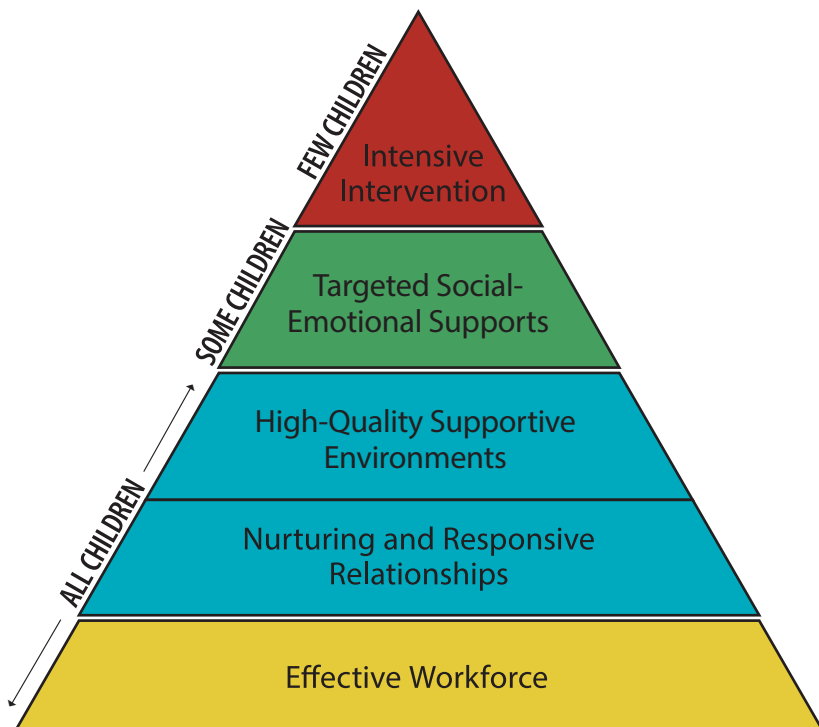 FEW CHILDREN
Intensive
Intervention
SOME CHILDREN
Targeted Social-
Emotional Supports
High-Quality Supportive
Environments
ALL CHILDREN
Nurturing and Responsive
Relationships
Effective Workforce